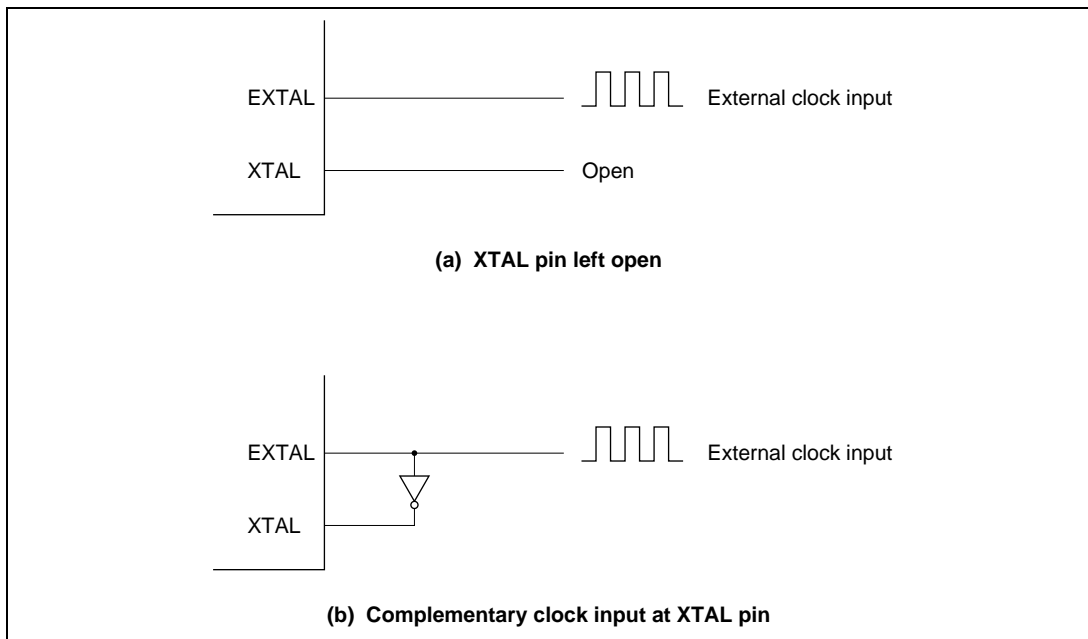 EXTAL
External clock input
XTAL
Open
(a) XTAL pin left open
EXTAL
External clock input
XTAL
(b) Complementary clock input at XTAL pin